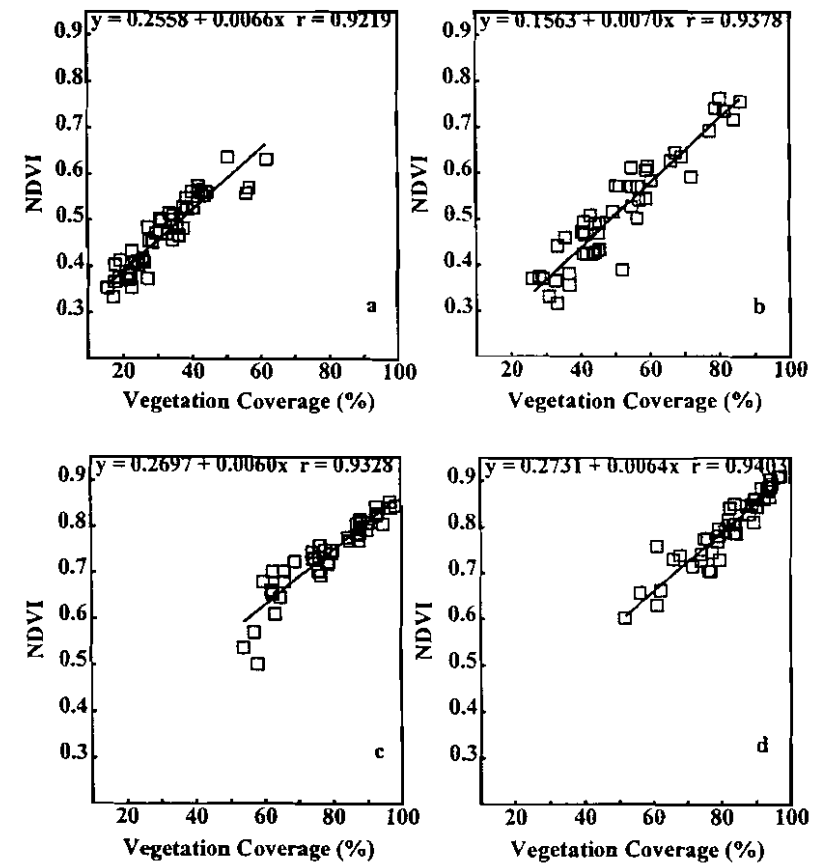 y = 0.2558 + 0.0066x r = 0.9219
0.9
0.8
0.7
0.6
0.5
0.4
0.3
NDVI
a
20 40 60 80 100
Vegetation Coverage (%)
y = 0.1563 + 0.0070x r = 0.9378
0.9
0.8
0.7
0.6
0.5
0.4
0.3
NDVI
b
20 40 60 80 100
Vegetation Coverage (%)
y = 0.2697 + 0.0060x r = 0.9328
0.9
0.8
0.7
0.6
0.5
0.4
0.3
NDVI
c
20 40 60 80 100
Vegetation Coverage (%)
y = 0.2731 + 0.0064x r = 0.9403
0.9
0.8
0.7
0.6
0.5
0.4
0.3
NDVI
d
20 40 60 80 100
Vegetation Coverage (%)